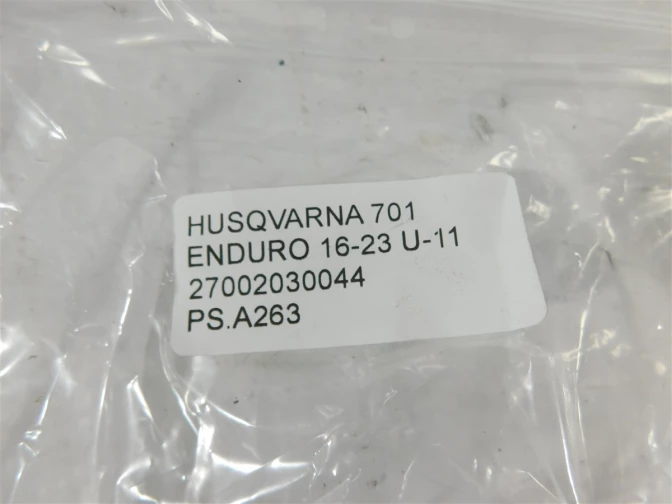 HUSQVARNA 701
ENDURO 16-23 U-11
27002030044
PS.A263